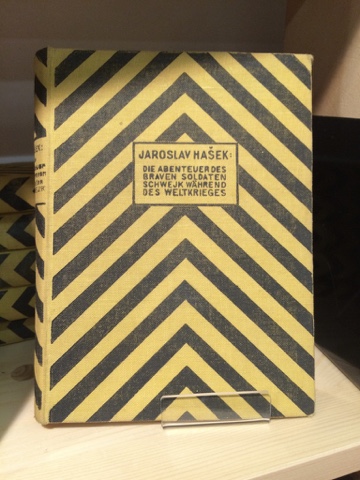 JAROSLAV HAŠEK:
DIE ABENTEUER DES
BRAVEN SOLDATEN
SCHWEJK WÄHREND
DES WELTKRIEGES